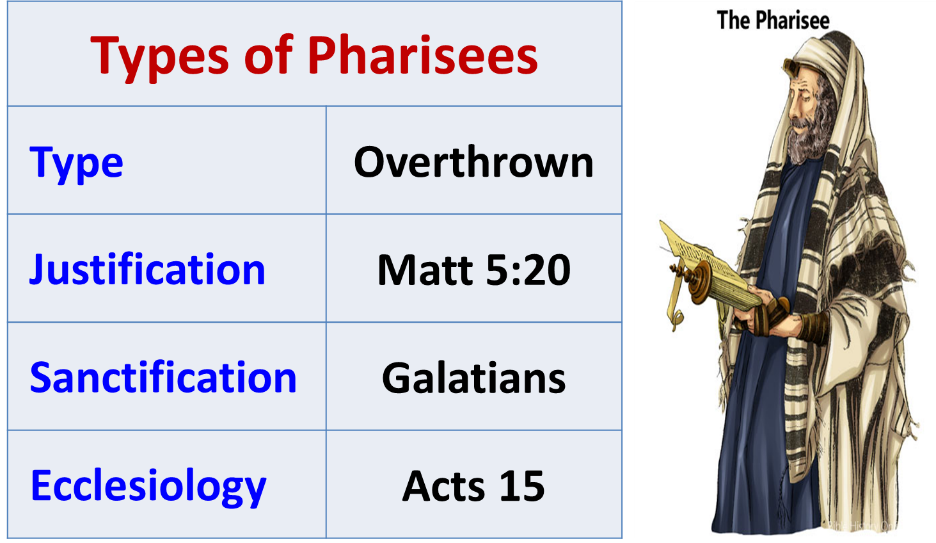 Types of Pharisees
Type Overthrown
Justification Matt 5:20
Sanctification Galatians
Ecclesiology Acts 15
The Pharisee